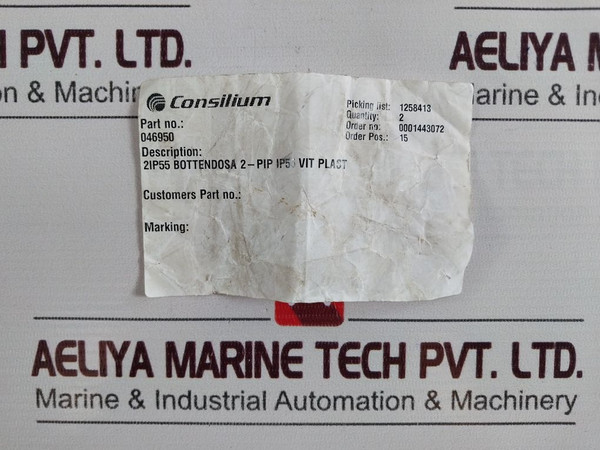 PVT. LTD.
on & Machin
AELIYA
arine & Ind
Consilium
Part no.:
046950
Description:
2IP55 BOTTENDOSA 2-PIP VIT PLAST
Customers Part no.:
Marking:
Picking list: 1258413
Quantity: 2
Order no: 0001443072
Order Pos.: 15
AELIYA MARINE TECH PVT. LTD.
Marine & Industrial Automation & Machinery